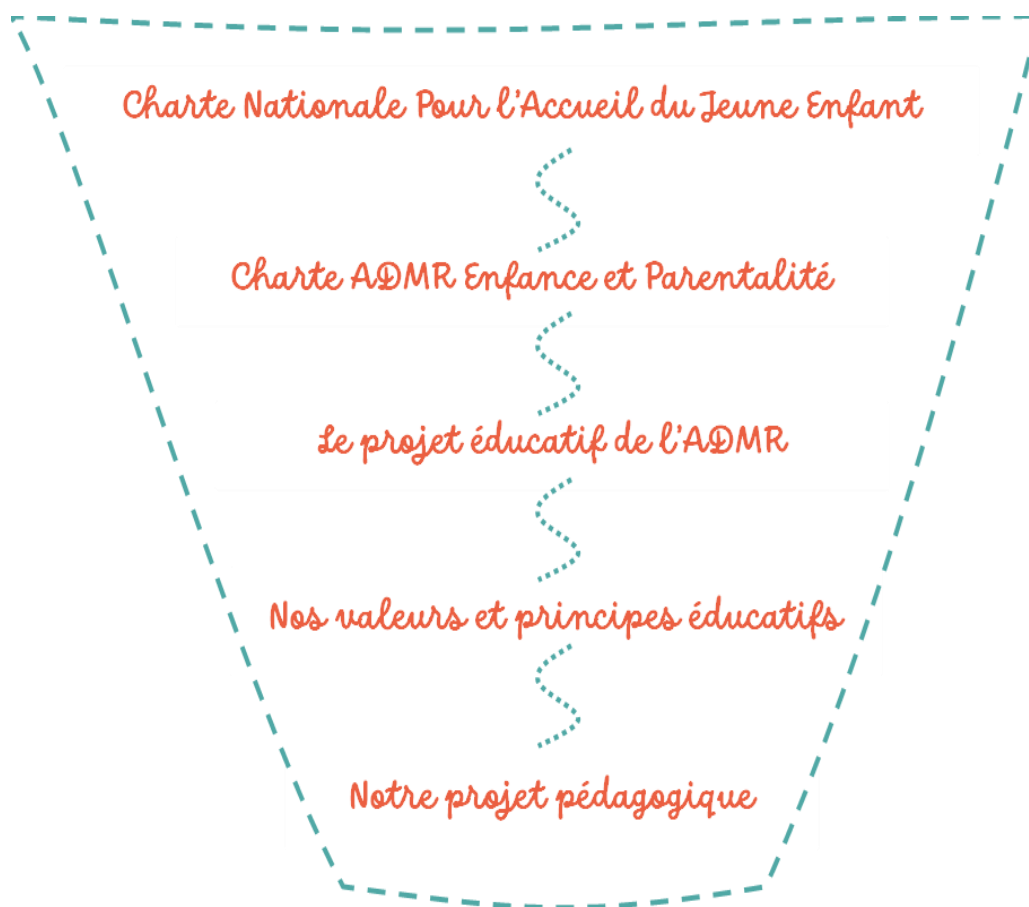 Charte Nationale Pour l'Accueil du Jeune Enfant
Charte ADMR Enfance et Parentalité
Le projet éducatif de l'ADMR
Nos valeurs et principes éducatifs
Notre projet pédagogique